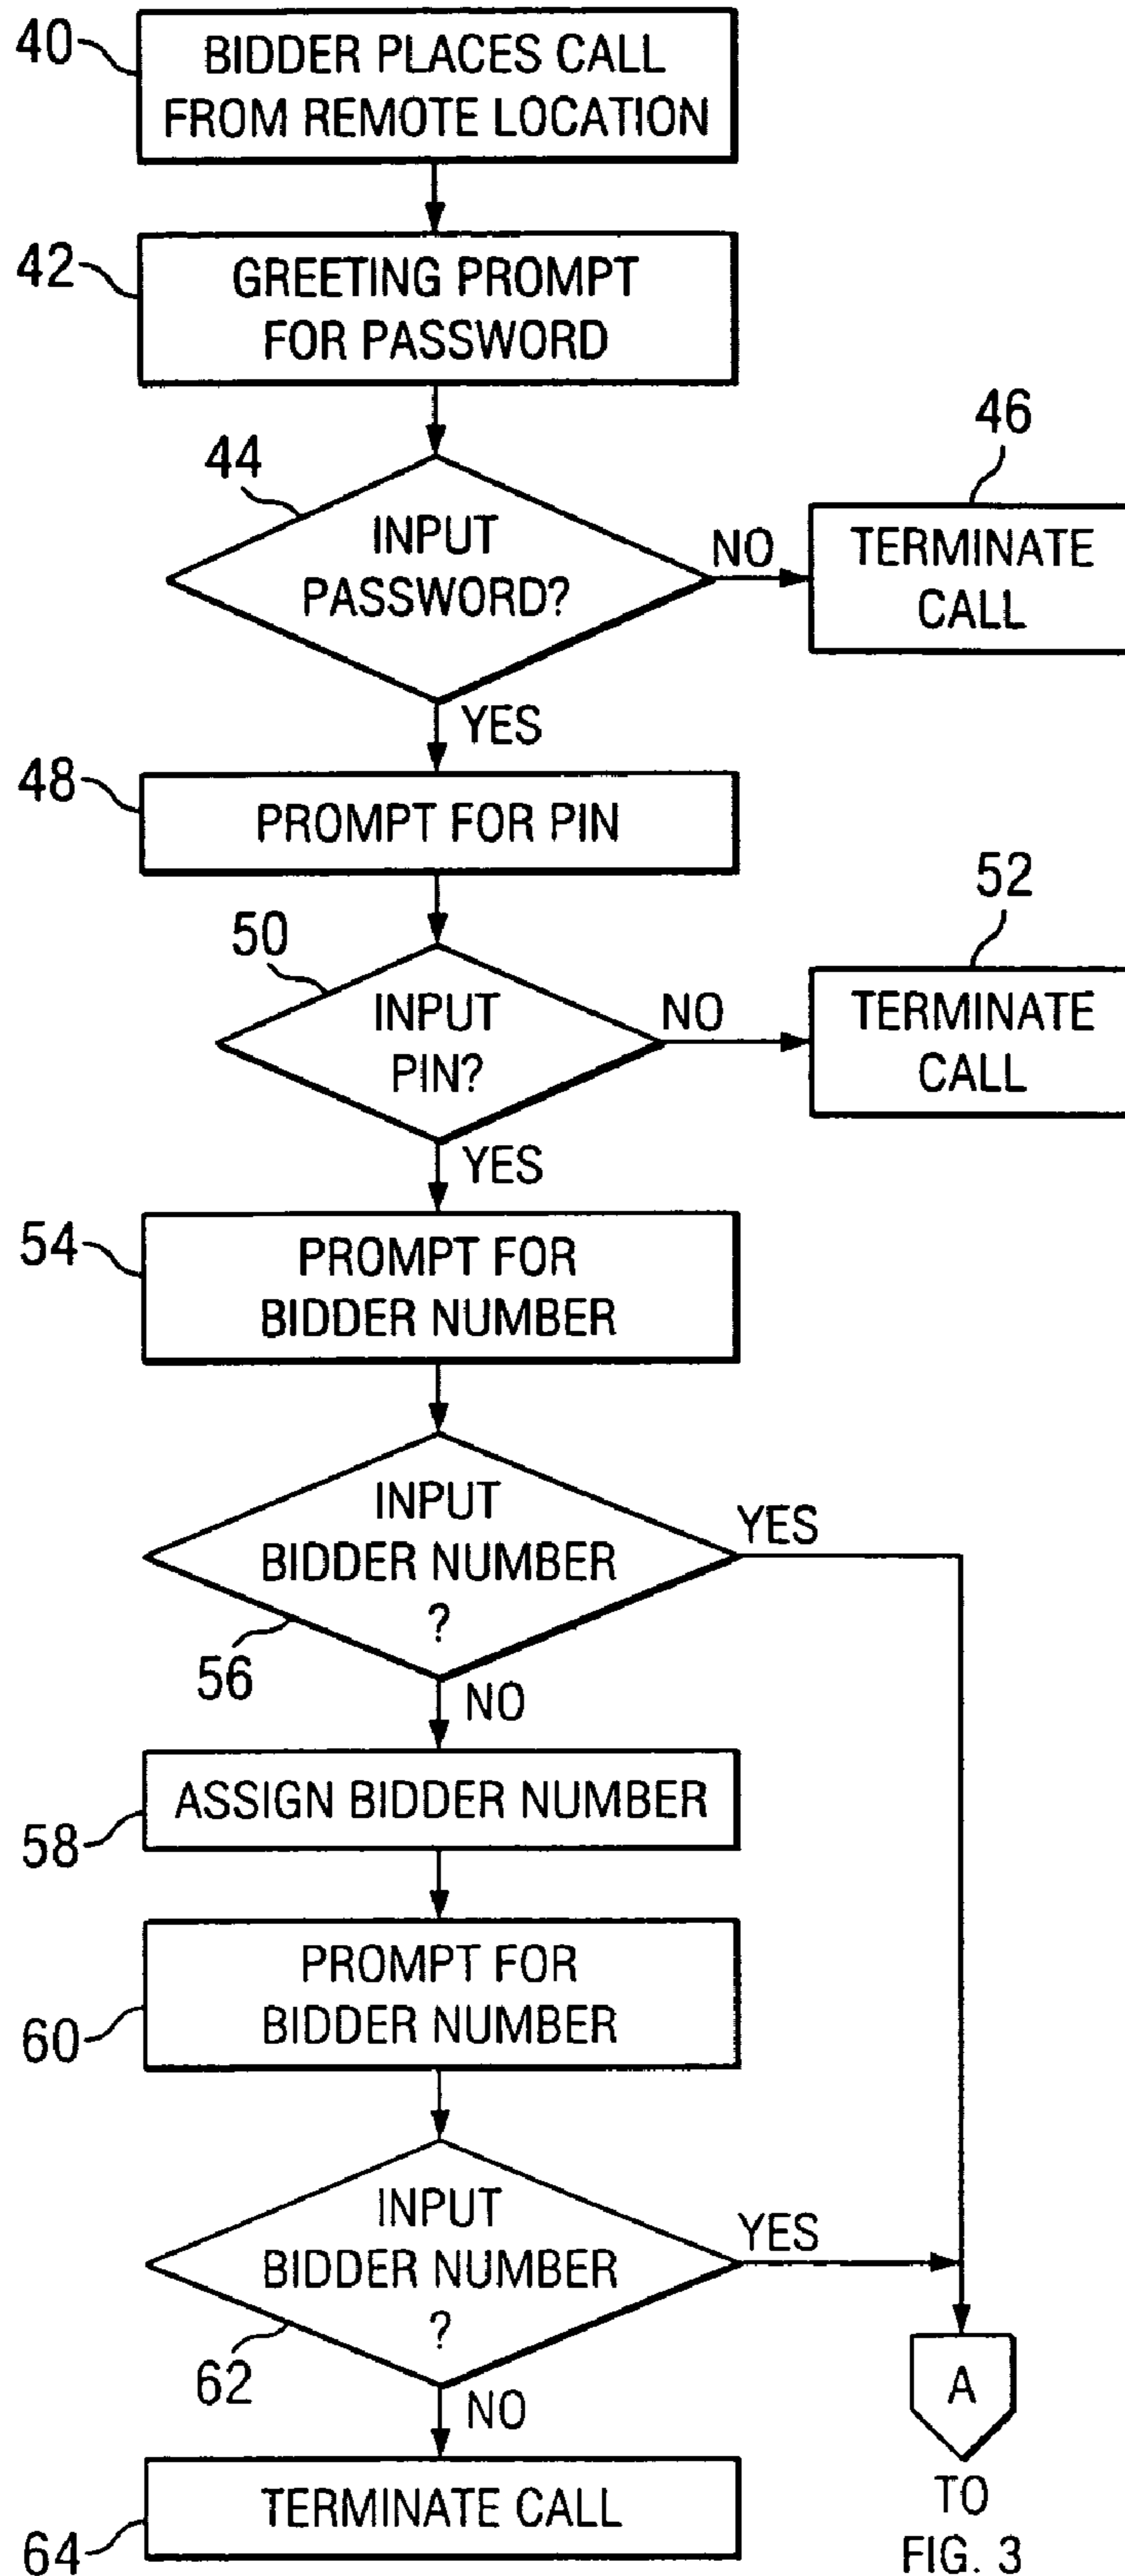 40
BIDDER PLACES CALL
FROM REMOTE LOCATION
42
GREETING PROMPT
FOR PASSWORD
44
INPUT
PASSWORD?
NO
46
TERMINATE
CALL
YES
48
PROMPT FOR PIN
50
INPUT
PIN?
NO
52
TERMINATE
CALL
YES
54
PROMPT FOR
BIDDER NUMBER
INPUT
BIDDER NUMBER
?
YES
56
NO
ASSIGN BIDDER NUMBER
58
PROMPT FOR
BIDDER NUMBER
60
INPUT
BIDDER NUMBER
?
YES
62
NO
TERMINATE CALL
64
A
TO
FIG. 3